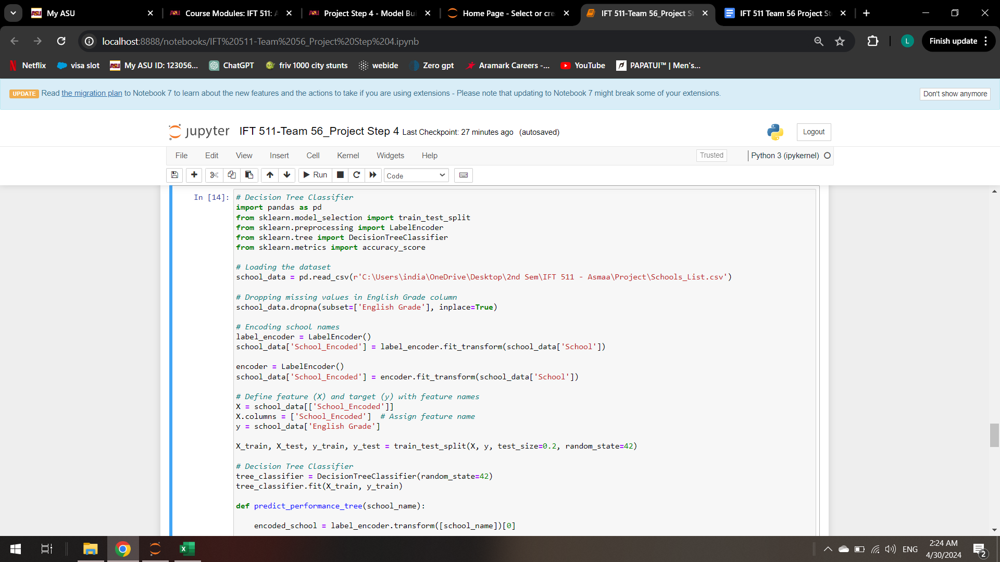 My ASU
Course Modules: IFT 511: A
Project Step 4 - Model Bui
Home Page - Select or cre
IFT 511-Team 56_Project St
IFT 511 Team 56 Project St
localhost:8888/notebooks/IFT%20511-Team%2056_Project%20Step%204.ipynb
L
Finish update
Netflix
visa slot
My ASU ID: 123056...
ChatGPT
friv 1000 city stunts
webide
Zero gpt
Aramark Careers -...
YouTube
PAPATUI™ | Men's...
UPDATE Read the migration plan to Notebook 7 to learn about the new features and the actions to take if you are using extensions - Please note that updating to Notebook 7 might break some of your extensions.
Don't show anymore
jupyter IFT 511-Team 56_Project Step 4 Last Checkpoint: 27 minutes ago (autosaved)
Logout
File Edit View Insert Cell Kernel Widgets Help
Trusted
Python 3 (ipykernel)
Run
Code
In [14]:
# Decision Tree Classifier
import pandas as pd
from sklearn.model_selection import train_test_split
from sklearn.preprocessing import LabelEncoder
from sklearn.tree import DecisionTreeClassifier
from sklearn.metrics import accuracy_score
# Loading the dataset
school_data = pd.read_csv(r'C:\Users\india\OneDrive\Desktop\2nd Sem\IFT 511 - Asmaa\Project\Schools_List.csv')
# Dropping missing values in English Grade column
school_data.dropna(subset=['English Grade'], inplace=True)
# Encoding school names
label_encoder = LabelEncoder()
school_data['School_Encoded'] = label_encoder.fit_transform(school_data['School'])
encoder = LabelEncoder()
school_data['School_Encoded'] = encoder.fit_transform(school_data['School'])
# Define feature (X) and target (y) with feature names
X = school_data[['School_Encoded']]
X.columns = ['School_Encoded']  # Assign feature name
y = school_data['English Grade']
X_train, X_test, y_train, y_test = train_test_split(X, y, test_size=0.2, random_state=42)
# Decision Tree Classifier
tree_classifier = DecisionTreeClassifier(random_state=42)
tree_classifier.fit(X_train, y_train)
def predict_performance_tree(school_name):
    encoded_school = label_encoder.transform([school_name])[0]
ENG
2:24 AM
4/30/2024
2